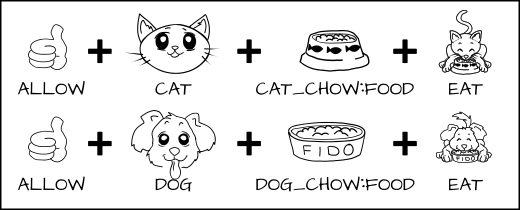 ALLOW + CAT + CAT_CHOW:FOOD + EAT
FIDO
ALLOW + DOG + DOG_CHOW:FOOD + EAT
FIDO